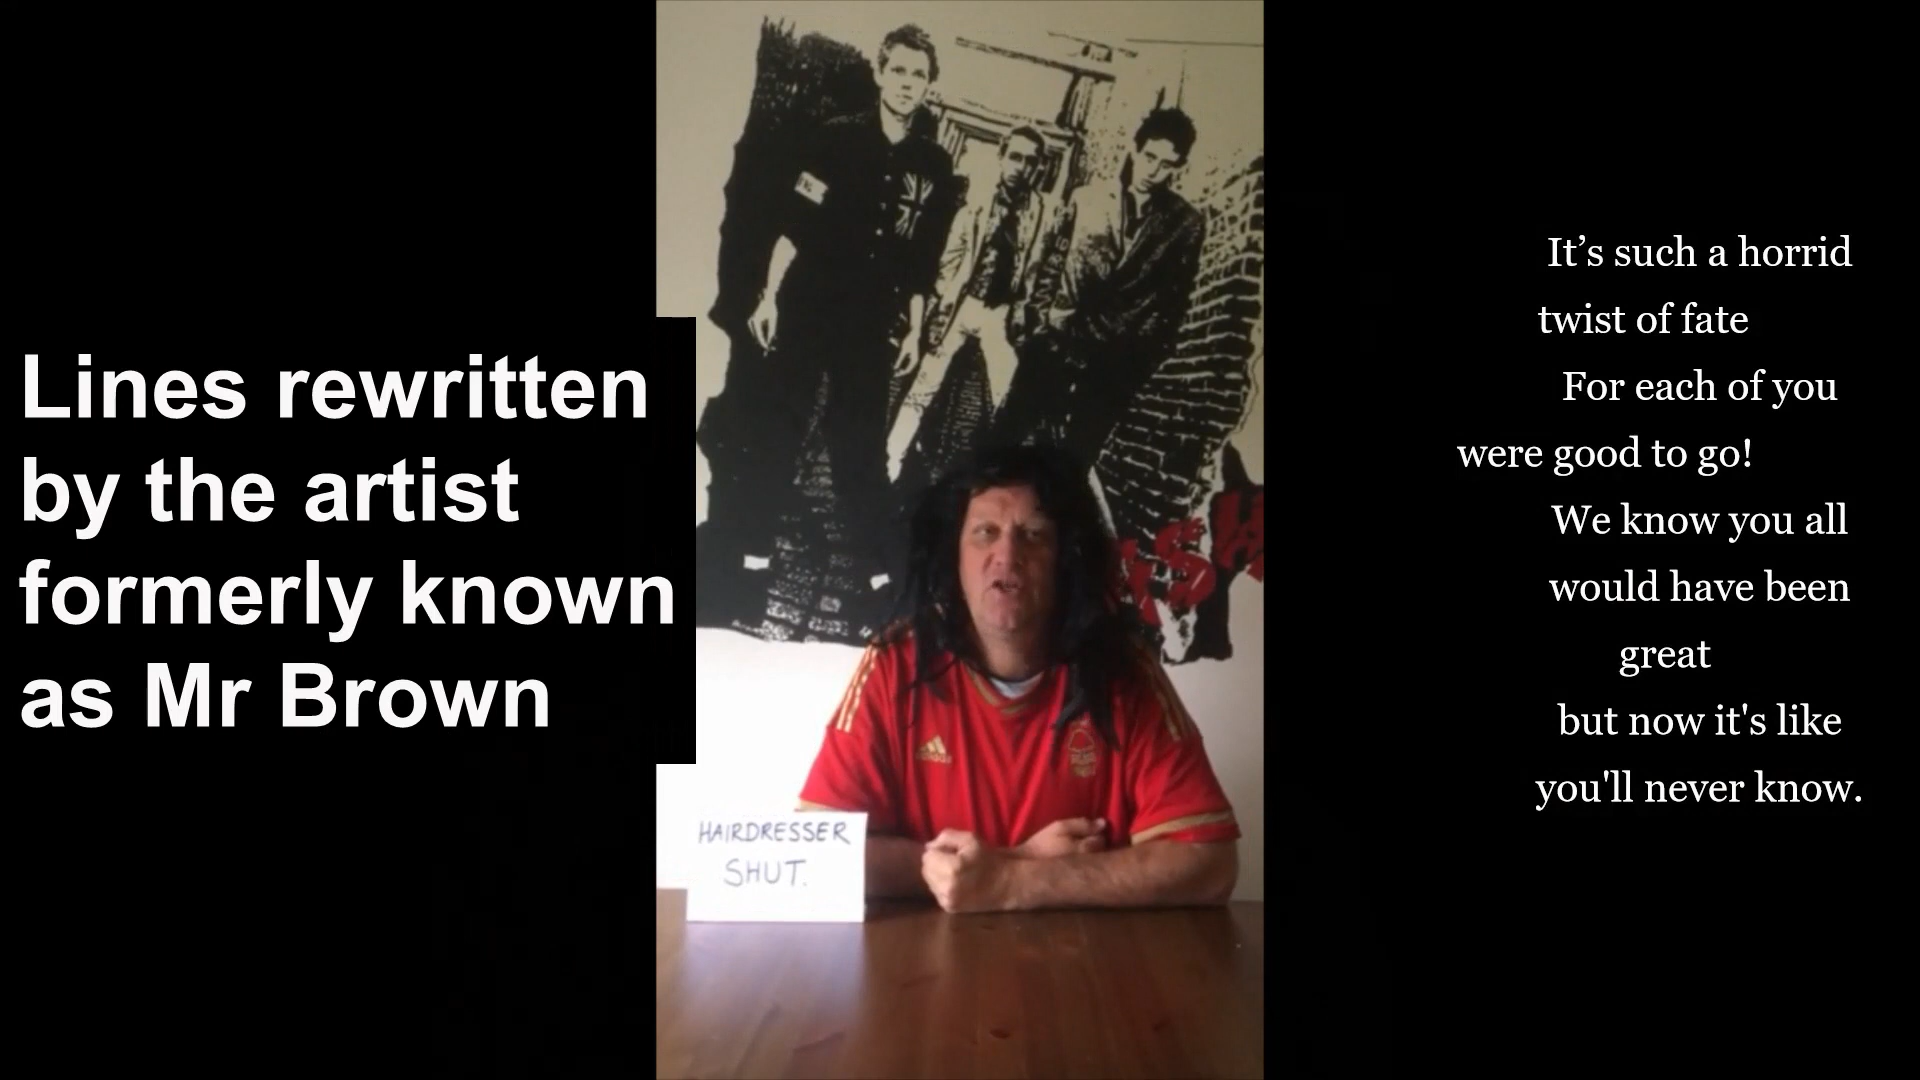 Lines rewritten
by the artist
formerly known
as Mr Brown
HAIRDRESSER
SHUT.
It’s such a horrid
twist of fate
For each of you
were good to go!
We know you all
would have been
great
but now it's like
you'll never know.